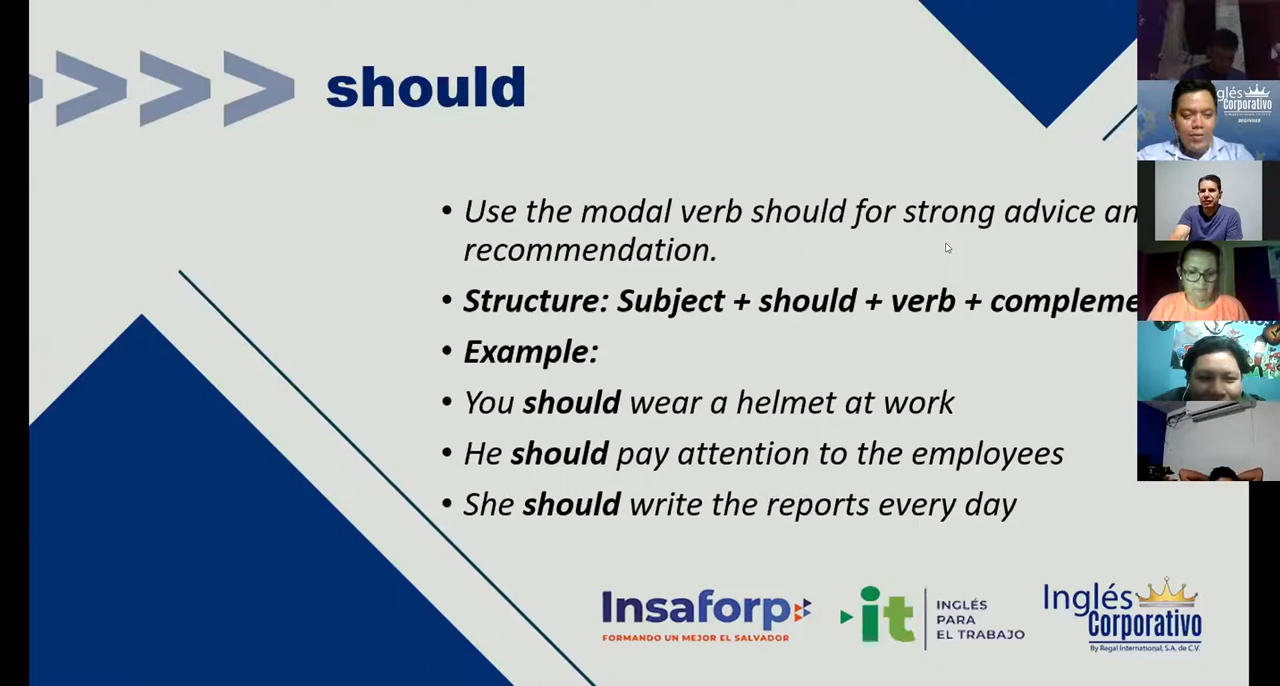 should
• Use the modal verb should for strong advice an
recommendation.
• Structure: Subject + should + verb + compleme
• Example:
• You should wear a helmet at work
• He should pay attention to the employees
• She should write the reports every day
Insaforp
FORMANDO UN MEJOR EL SALVADOR
it
INGLÉS
PARA
EL TRABAJO
Inglés
Corporativo
By Regal International, S.A. de C.V.
glés
Corporativo
BEGINNER